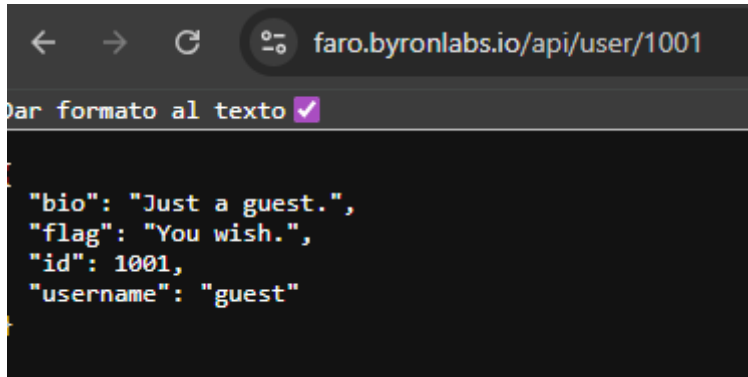 faro.byronlabs.io/api/user/1001
Dar formato al texto
{
"bio": "Just a guest.",
"flag": "You wish.",
"id": 1001,
"username": "guest"
}